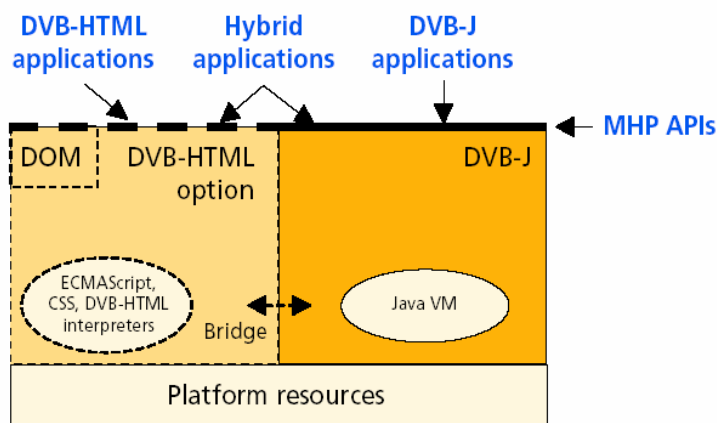 DVB-HTML
applications
Hybrid
applications
DVB-J
applications
MHP APIs
DOM
DVB-HTML
option
DVB-J
ECMAScript,
CSS, DVB-HTML
interpreters
Bridge
Java VM
Platform resources